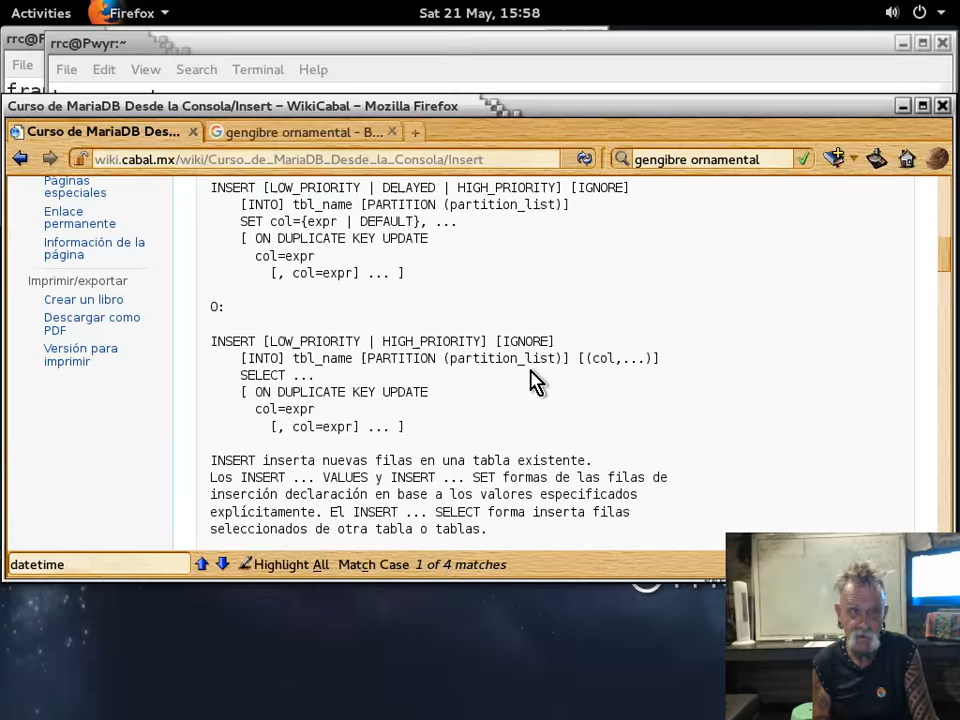 Activities Firefox Sat 21 May, 15:58
rrc@P rrc@Pwyr:~
File File Edit View Search Terminal Help
Curso de MariaDB Desde la Consola/Insert – WikiCabal – Mozilla Firefox
Curso de MariaDB Des... gengibre ornamental - B...
wiki.cabal.mx/wiki/Curso_de_MariaDB_Desde_la_Consola/Insert gengibre ornamental
Páginas
especiales
Enlace
permanente
Información de la
página
Imprimir/exportar
Crear un libro
Descargar como
PDF
Versión para
imprimir
INSERT [LOW_PRIORITY | DELAYED | HIGH_PRIORITY] [IGNORE]
[INTO] tbl_name [PARTITION (partition_list)]
SET col={expr | DEFAULT}, ...
[ ON DUPLICATE KEY UPDATE
col=expr
[, col=expr] ... ]
O:
INSERT [LOW_PRIORITY | HIGH_PRIORITY] [IGNORE]
[INTO] tbl_name [PARTITION (partition_list)] [(col,...)]
SELECT ...
[ ON DUPLICATE KEY UPDATE
col=expr
[, col=expr] ... ]
INSERT inserta nuevas filas en una tabla existente.
Los INSERT ... VALUES y INSERT ... SET formas de las filas de
inserción declaración en base a los valores especificados
explícitamente. El INSERT ... SELECT forma inserta filas
seleccionados de otra tabla o tablas.
datetime Highlight All Match Case 1 of 4 matches